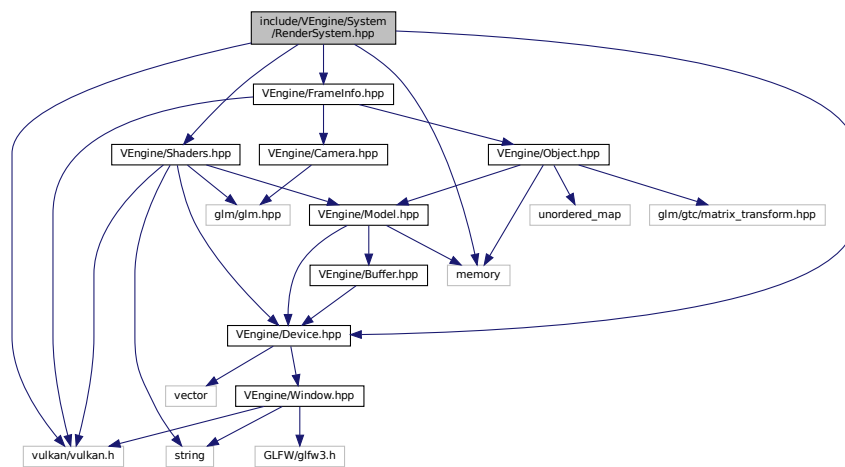 include/VEngine/System
/RenderSystem.hpp
VEngine/FrameInfo.hpp
VEngine/Shaders.hpp
VEngine/Camera.hpp
VEngine/Object.hpp
glm/glm.hpp
VEngine/Model.hpp
unordered_map
glm/gtc/matrix_transform.hpp
VEngine/Buffer.hpp
memory
VEngine/Device.hpp
vector
VEngine/Window.hpp
vulkan/vulkan.h
string
GLFW/glfw3.h